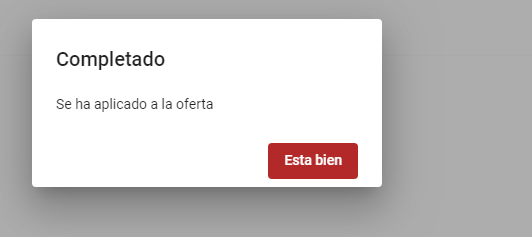 Completado
Se ha aplicado a la oferta
Esta bien